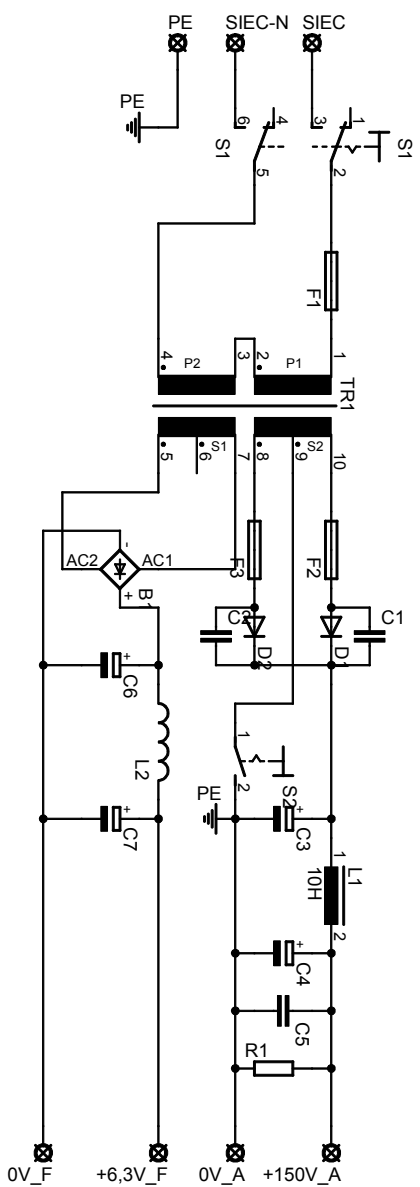 PE
SIEC-N
SIEC
PE
6
4
3
1
S1
S1
5
2
F1
4
P2
3
2
P1
1
TR1
5
6
S1
7
8
9
S2
10
F3
F2
-
AC2
AC1
+
B1
C2
C1
D2
D1
+
C6
L2
1
2
S2
PE
+
C7
+
C3
1
L1
10H
2
+
C4
C5
R1
0V_F
+6,3V_F
0V_A
+150V_A